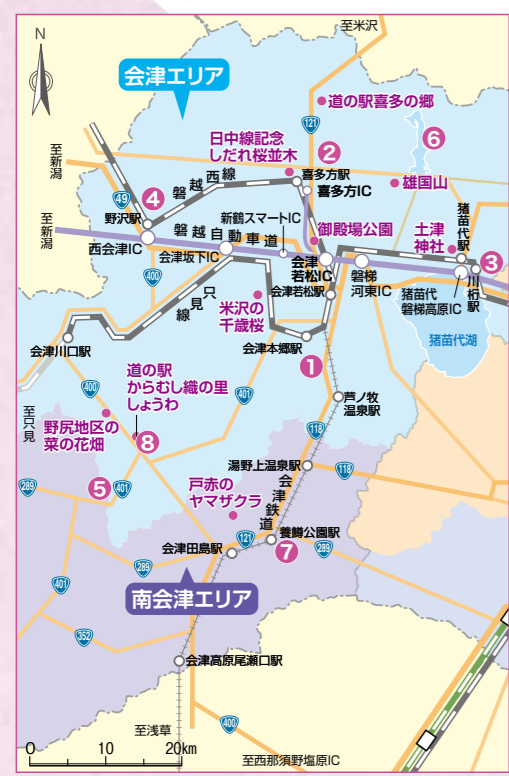 至米沢
N
会津エリア
道の駅喜多の郷
121
日中線記念
しだれ桜並木
②
⑥
至新潟
磐越西線
喜多方駅
喜多方IC
雄国山
49
④
野沢駅
至新潟
新鶴スマートIC
御殿場公園
土津
神社
猪苗代駅
磐越自動車道
西会津IC
会津坂下IC
会津
若松IC
③
川桁駅
400
会津若松駅
磐梯
河東IC
猪苗代
磐梯高原IC
只見線
米沢の
千歳桜
猪苗代湖
会津川口駅
会津本郷駅
①
道の駅
からむし織の里
しょうわ
400
401
芦ノ牧
温泉駅
至只見
野尻地区の
菜の花畑
⑧
118
湯野上温泉駅
118
289
⑤
401
戸赤の
ヤマザクラ
会津鉄道
121
養鱒公園駅
会津田島駅
⑦
289
289
401
南会津エリア
352
会津高原尾瀬口駅
至浅草
400
0 10 20km
至西那須野塩原IC